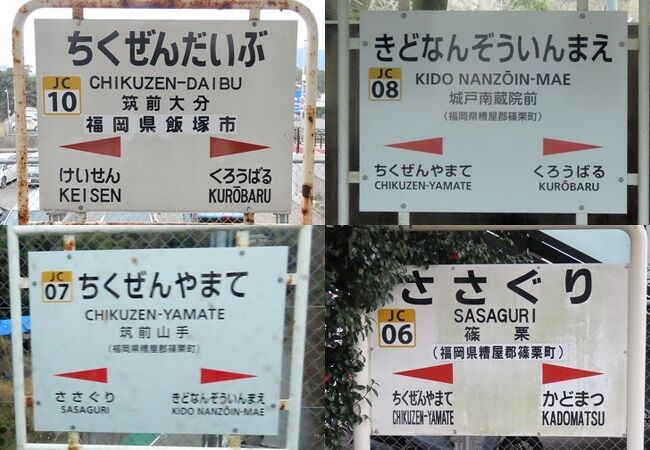 ちくぜんだいぶ
JC
10
CHIKUZEN-DAIBU
筑前大分
福岡県飯塚市
けいせん くろうばる
KEISEN KURŌBARU
きどなんぞういんまえ
JC
08
KIDO NANZŌIN-MAE
城戸南蔵院前
(福岡県糟屋郡篠栗町)
ちくぜんやまて くろうばる
CHIKUZEN-YAMATE KURŌBARU
JC
07
ちくぜんやまて
CHIKUZEN-YAMATE
筑前山手
(福岡県糟屋郡篠栗町)
ささぐり きどなんぞういんまえ
SASAGURI KIDO NANZŌIN-MAE
ささぐり
JC
06
SASAGURI
篠栗
(福岡県糟屋郡篠栗町)
ちくぜんやまて かどまつ
CHIKUZEN-YAMATE KADOMATSU